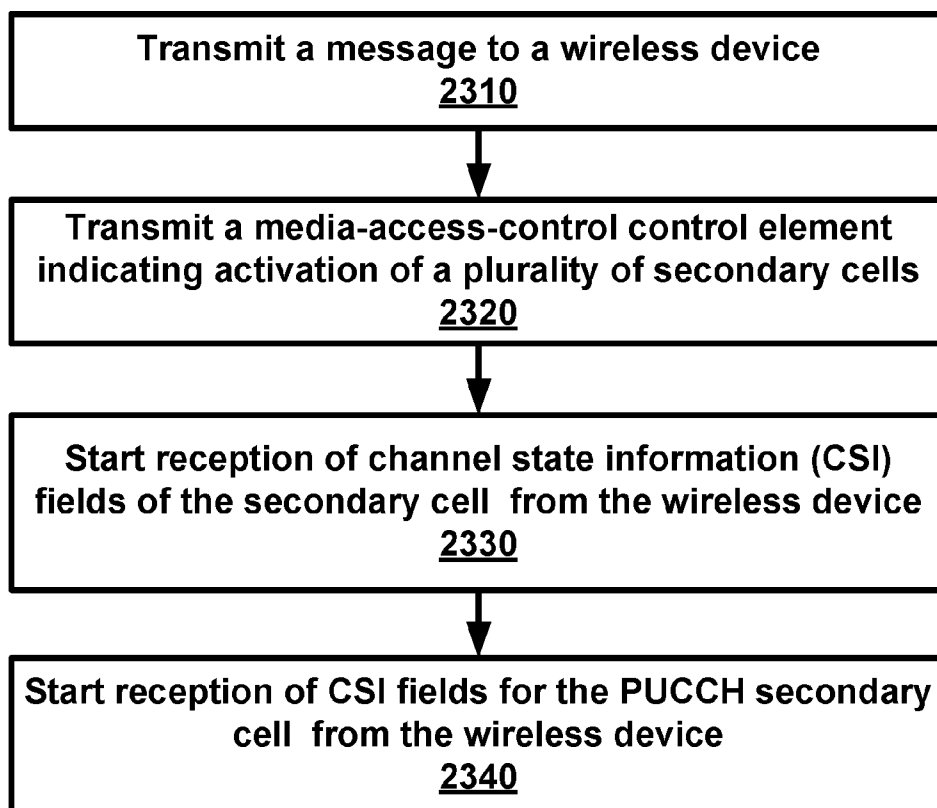 Transmit a message to a wireless device
2310
Transmit a media-access-control control element
indicating activation of a plurality of secondary cells
2320
Start reception of channel state information (CSI)
fields of the secondary cell from the wireless device
2330
Start reception of CSI fields for the PUCCH secondary
cell from the wireless device
2340